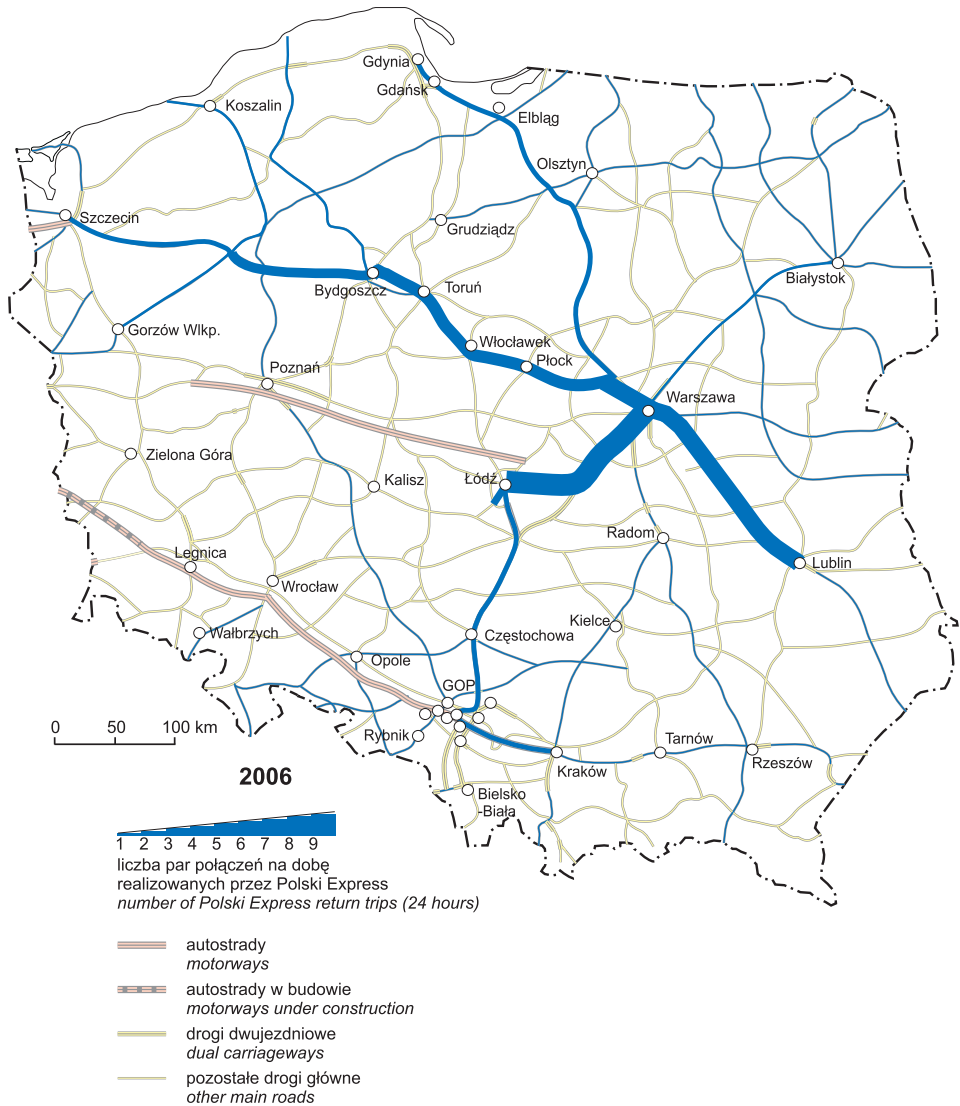 Gdynia
Gdańsk
Koszalin
Elbląg
Olsztyn
Szczecin
Grudziądz
Białystok
Bydgoszcz
Toruń
Gorzów Wlkp.
Włocławek
Płock
Poznań
Warszawa
Zielona Góra
Kalisz
Łódź
Radom
Legnica
Lublin
Wrocław
Kielce
Wałbrzych
Częstochowa
Opole
GOP
0 50 100 km
Rybnik
Tarnów
Rzeszów
Kraków
2006
Bielsko
-Biała
1 2 3 4 5 6 7 8 9
liczba par połączeń na dobę
realizowanych przez Polski Express
number of Polski Express return trips (24 hours)
autostrady
motorways
autostrady w budowie
motorways under construction
drogi dwujezdniowe
dual carriageways
pozostałe drogi główne
other main roads